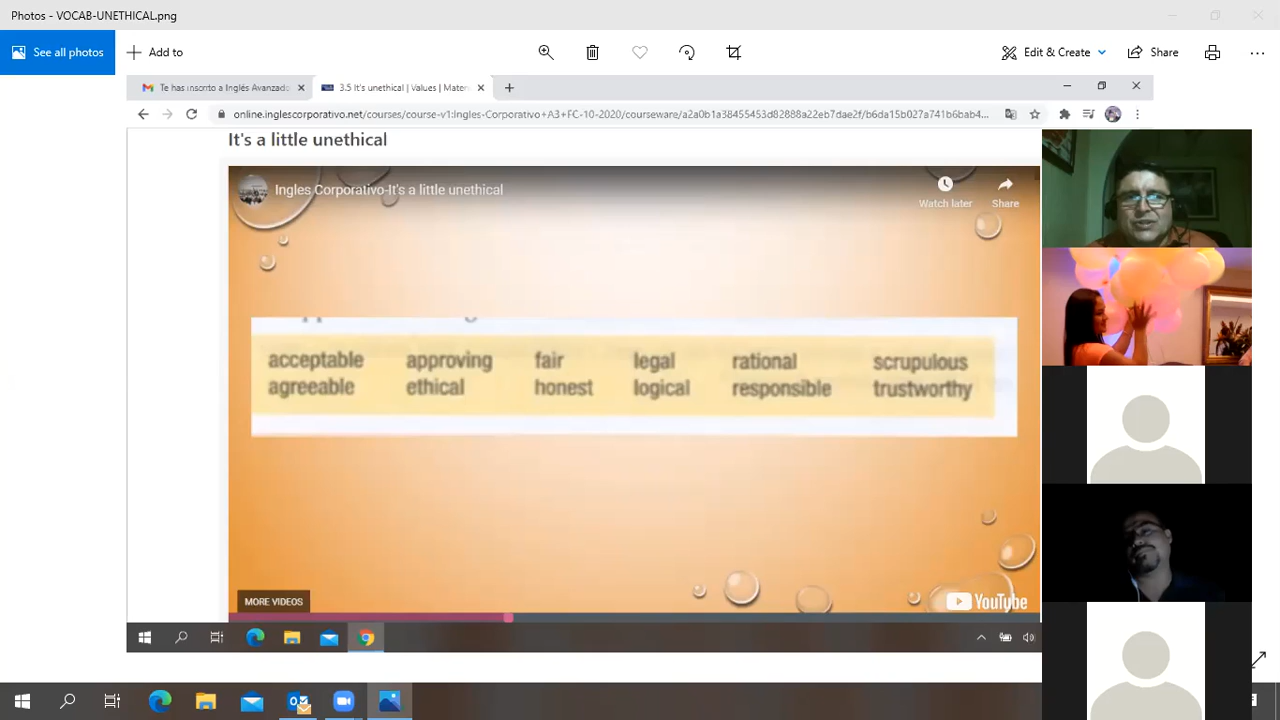 Photos - VOCAB-UNETHICAL.png
See all photos
Add to
Edit & Create
Share
Te has inscrito a Inglés Avanzado
3.5 It's unethical | Values | Mater
online.inglescorporativo.net/courses/course-v1:Ingles-Corporativo+A3+FC-10-2020/courseware/a2a0b1a38455453d82888a22eb7dae2f/b6da15b027a741b6bab4...
It's a little unethical
Ingles Corporativo-It's a little unethical
Watch later
Share
acceptable approving fair legal rational scrupulous
agreeable ethical honest logical responsible trustworthy
MORE VIDEOS
YouTube